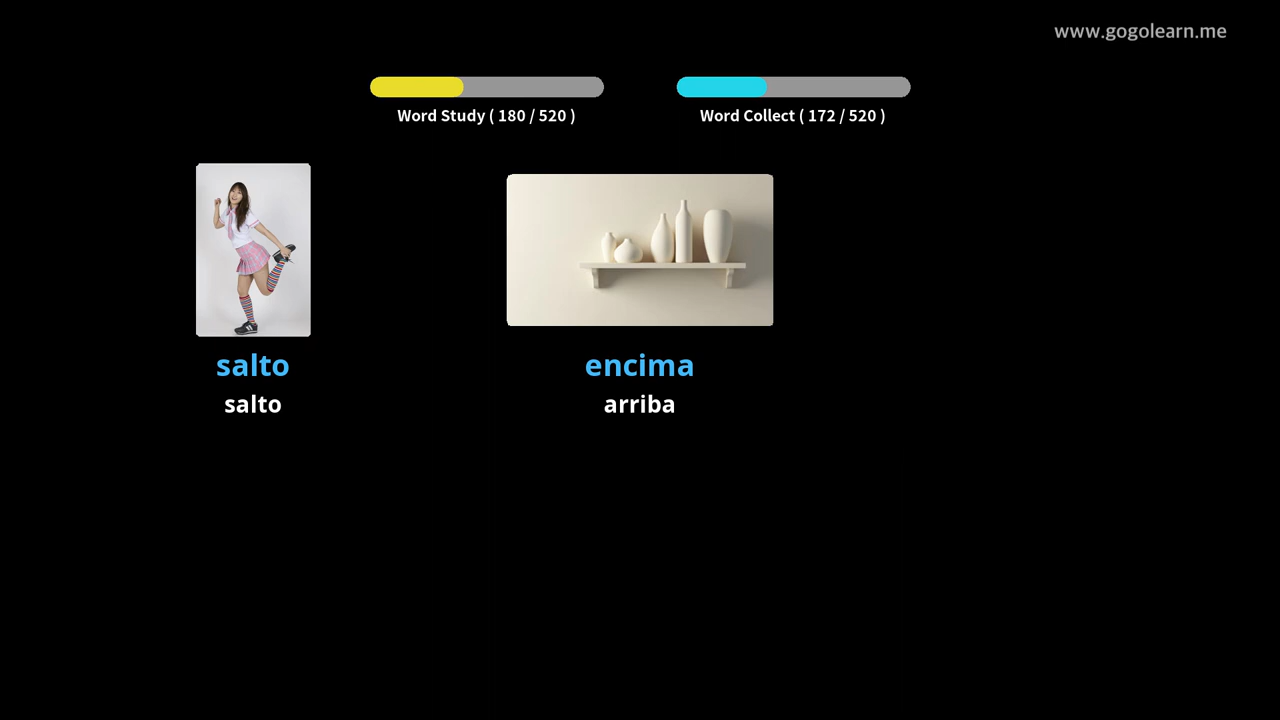 www.gogolearn.me
Word Study ( 180 / 520 )
Word Collect ( 172 / 520 )
salto
salto
encima
arriba